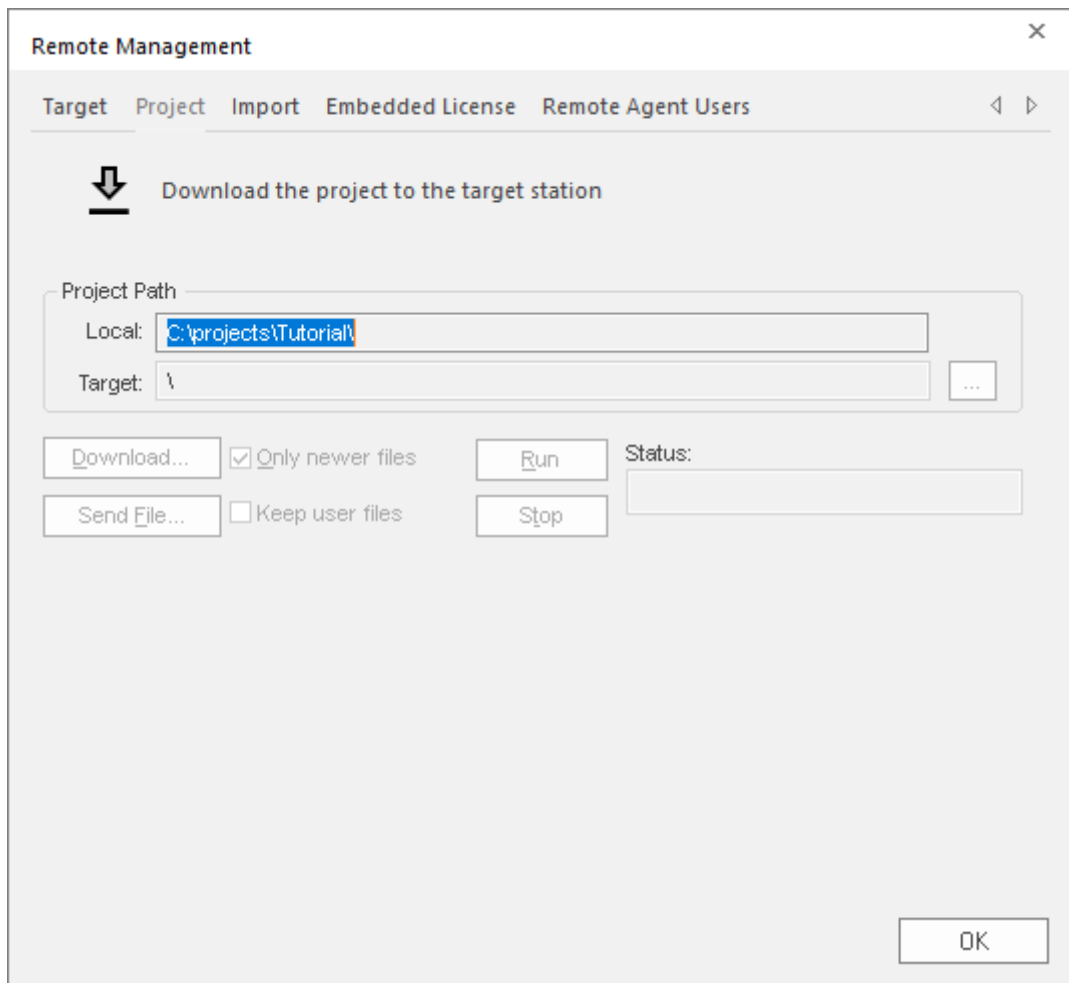 Remote Management
Target Project Import Embedded License Remote Agent Users
Download the project to the target station
Project Path
Local: C:\projects\Tutorial\
Target: \ ...
Download... Only newer files Run Status:
Send File... Keep user files Stop
OK